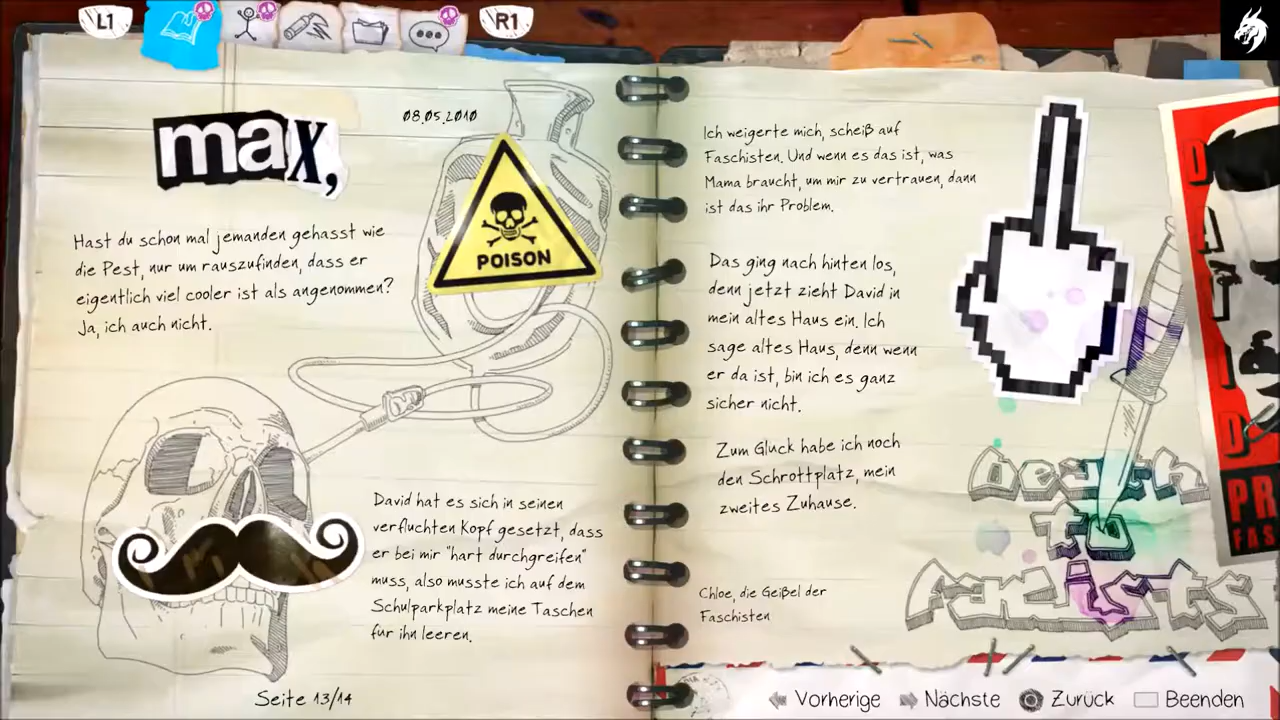 L1
R1
max,
08.05.2010
POISON
Hast du schon mal jemanden gehasst wie
die Pest, nur um rauszufinden, dass er
eigentlich viel cooler ist als angenommen?
Ja, ich auch nicht.
David hat es sich in seinen
verfluchten Kopf gesetzt, dass
er bei mir "hart durchgreifen"
muss, also musste ich auf dem
Schulparkplatz meine Taschen
fur ihn leeren.
Seite 13/14
Ich weigerte mich, scheiß auf
Faschisten. Und wenn es das ist, was
Mama braucht, um mir zu vertrauen, dann
ist das ihr Problem.
Das ging nach hinten los,
denn jetzt zieht David in
mein altes Haus ein. Ich
sage altes Haus, denn wenn
er da ist, bin ich es ganz
sicher nicht.
Zum Gluck habe ich noch
den Schrottplatz, mein
zweites Zuhause.
Chloe, die Geißel der
Faschisten
DAVID
PR
FAS
Vorherige
Nächste
Zurück
Beenden